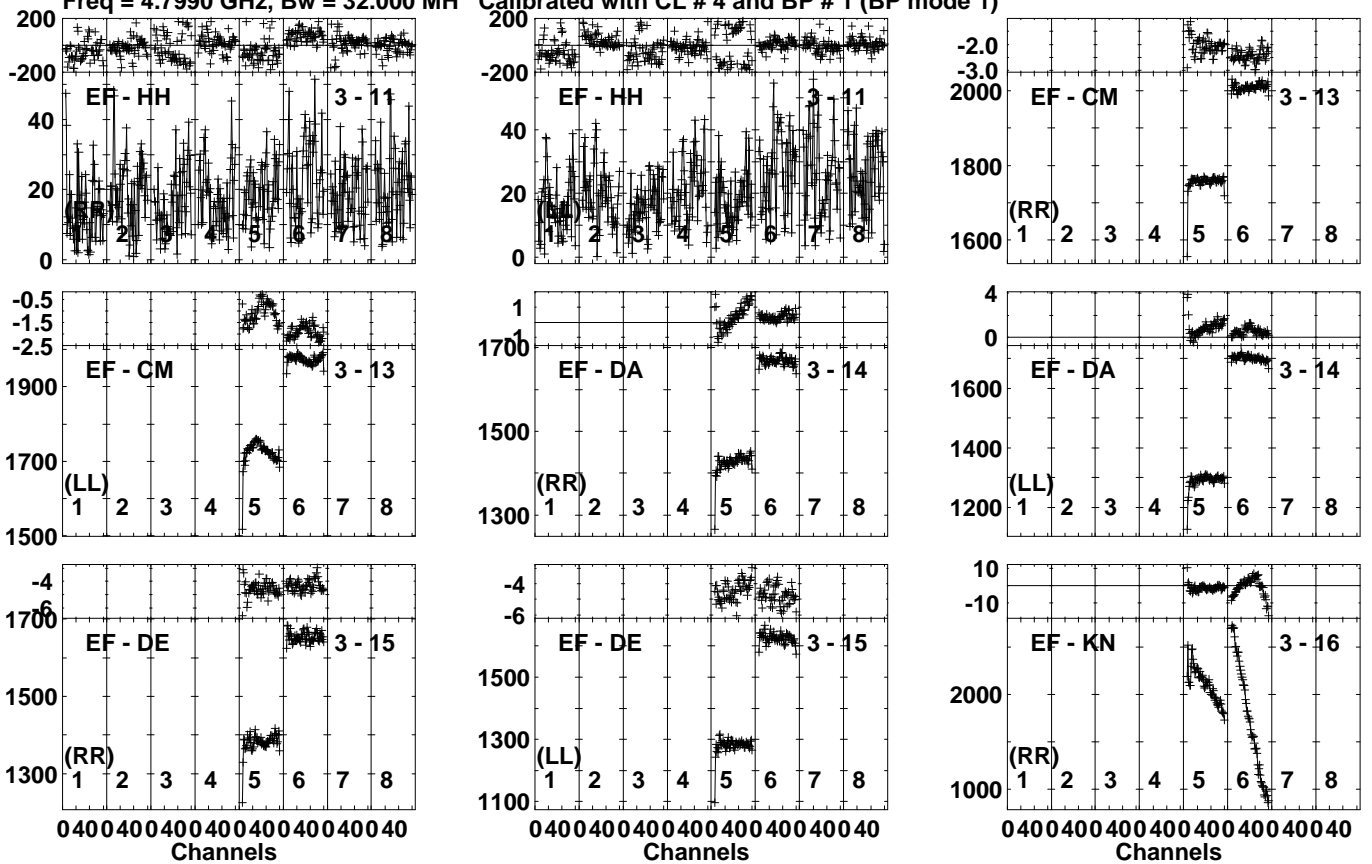 Freq = 4.7990 GHz, Bw = 32.000 MH Calibrated with CL # 4 and BP # 1 (BP mode 1)
200 200
-2.0
-200 -200 -3.0
EF - HH 3 - 11 EF - HH 3 - 11 EF - CM 3 - 13
2000
40 40
1800
20 20
(RR) (LL) (RR)
1 2 3 4 5 6 7 8 1 2 3 4 5 6 7 8 1 2 3 4 5 6 7 8
0 0 1600
-0.5 1 4
-1.5 -1 0
-2.5 1700
EF - CM 3 - 13 EF - DA 3 - 14 EF - DA 3 - 14
1900 1600
1500
1700 1400
(LL) (RR) (LL)
1 2 3 4 5 6 7 8 1 2 3 4 5 6 7 8 1 2 3 4 5 6 7 8
1500 1300 1200
-4 -4 10
-6 -6 -10
1700
EF - DE 3 - 15 EF - DE 3 - 15 EF - KN 3 - 16
1500 1500 2000
1300
(RR) (LL) (RR)
1 2 3 4 5 6 7 8 1 2 3 4 5 6 7 8 1 2 3 4 5 6 7 8
1300 1100 1000
0 40 0 40 0 40 0 40 0 40 0 40 0 40 0 40 0 40 0 40 0 40 0 40 0 40 0 40 0 40 0 40 0 40 0 40 0 40 0 40 0 40 0 40 0 40 0 40
Channels Channels Channels